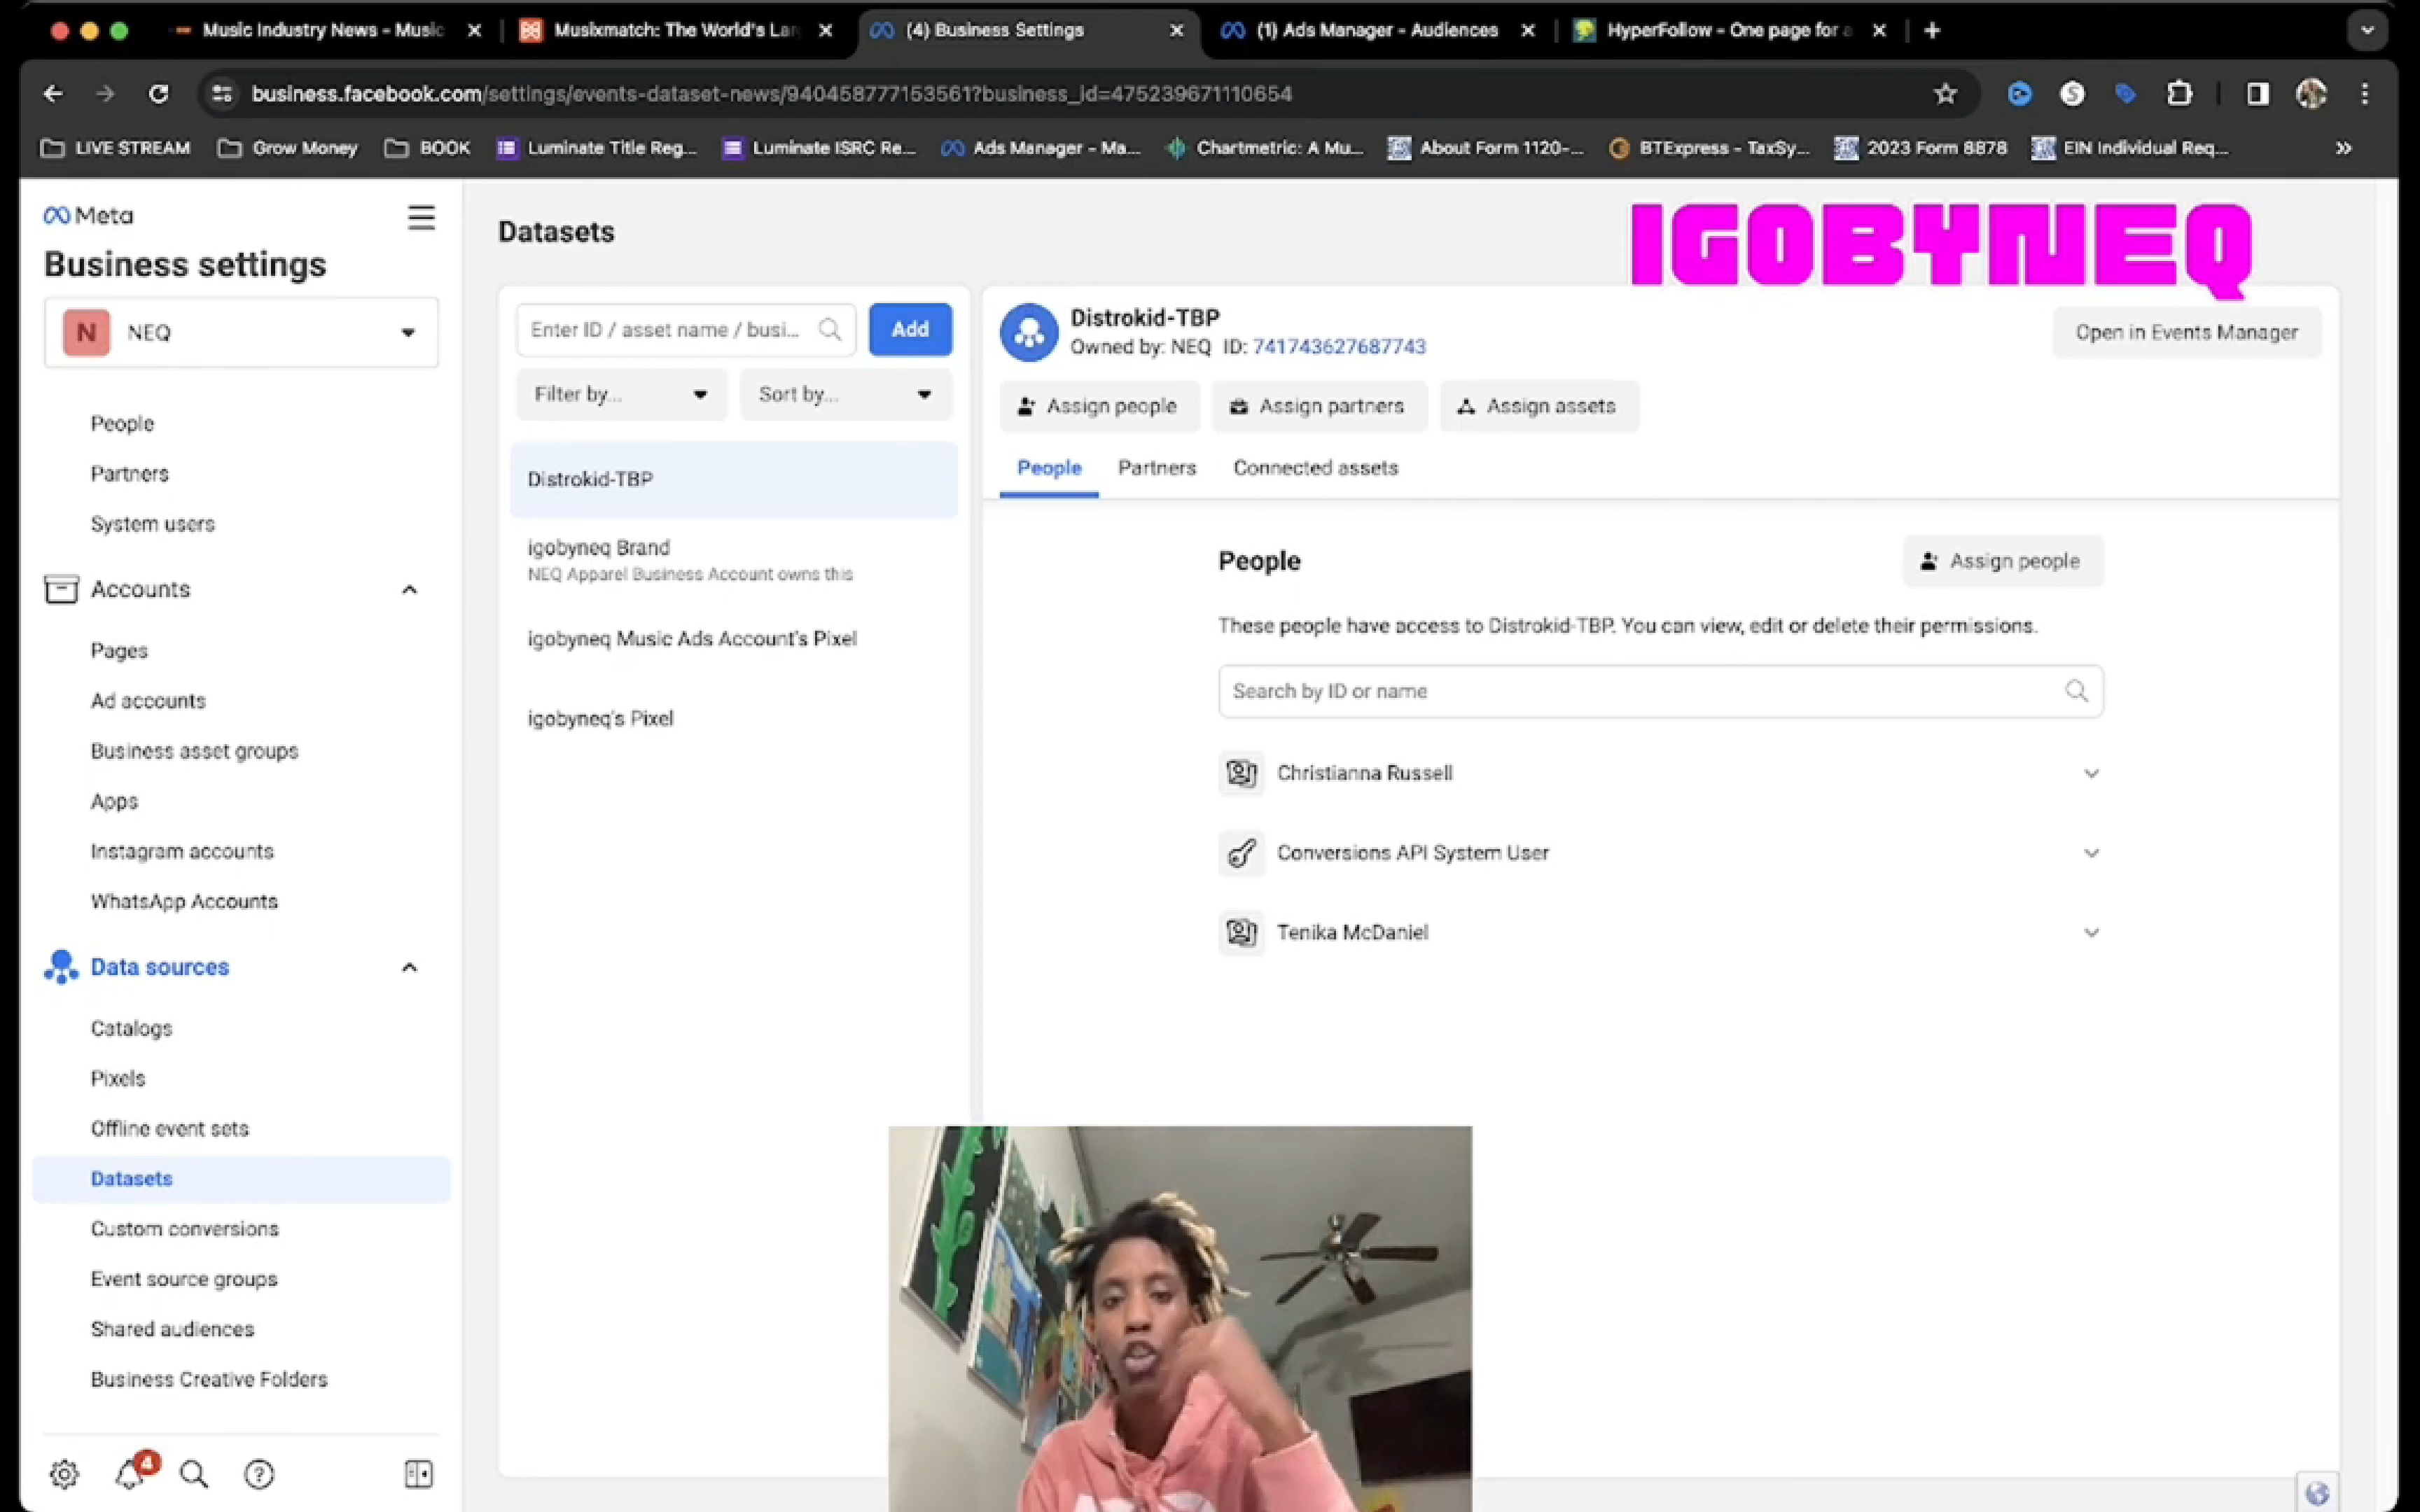 Music Industry News - Music
Musixmatch: The World's Lar
(4) Business Settings
(1) Ads Manager - Audiences
HyperFollow - One page for a
business.facebook.com/settings/events-dataset-news/940458777153561?business_id=475239671110654
LIVE STREAM
Grow Money
BOOK
Luminate Title Reg...
Luminate ISRC Re...
Ads Manager - Ma...
Chartmetric: A Mu...
About Form 1120-...
BTExpress - TaxSy...
2023 Form 8878
EIN Individual Req...
Meta
Business settings
N NEQ
People
Partners
System users
Accounts
Pages
Ad accounts
Business asset groups
Apps
Instagram accounts
WhatsApp Accounts
Data sources
Catalogs
Pixels
Offline event sets
Datasets
Custom conversions
Event source groups
Shared audiences
Business Creative Folders
4
Datasets
Enter ID / asset name / busi...
Add
Filter by...
Sort by...
Distrokid-TBP
igobyneq Brand
NEQ Apparel Business Account owns this
igobyneq Music Ads Account's Pixel
igobyneq's Pixel
IGOBYNEQ
Distrokid-TBP
Owned by: NEQ ID: 741743627687743
Open in Events Manager
Assign people
Assign partners
Assign assets
People
Partners
Connected assets
People
Assign people
These people have access to Distrokid-TBP. You can view, edit or delete their permissions.
Search by ID or name
Christianna Russell
Conversions API System User
Tenika McDaniel